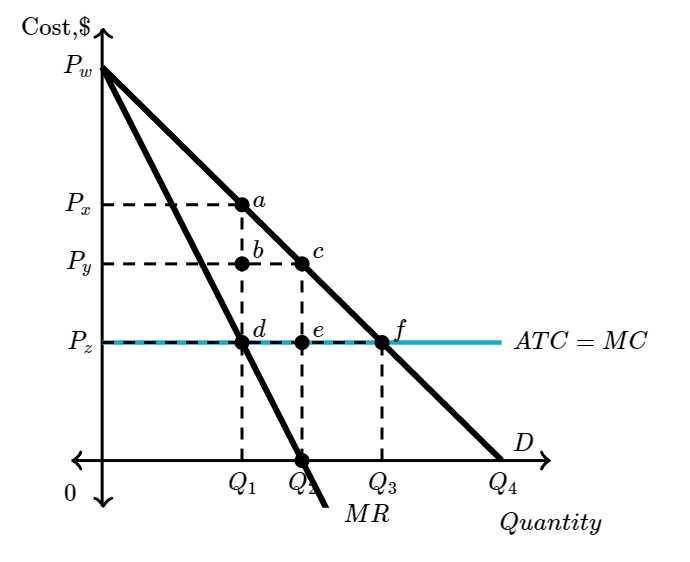 Cost,$
P_w
P_x
a
P_y
b
c
P_z
d
e
f
ATC = MC
D
0
Q_1
Q_2
Q_3
Q_4
MR
Quantity